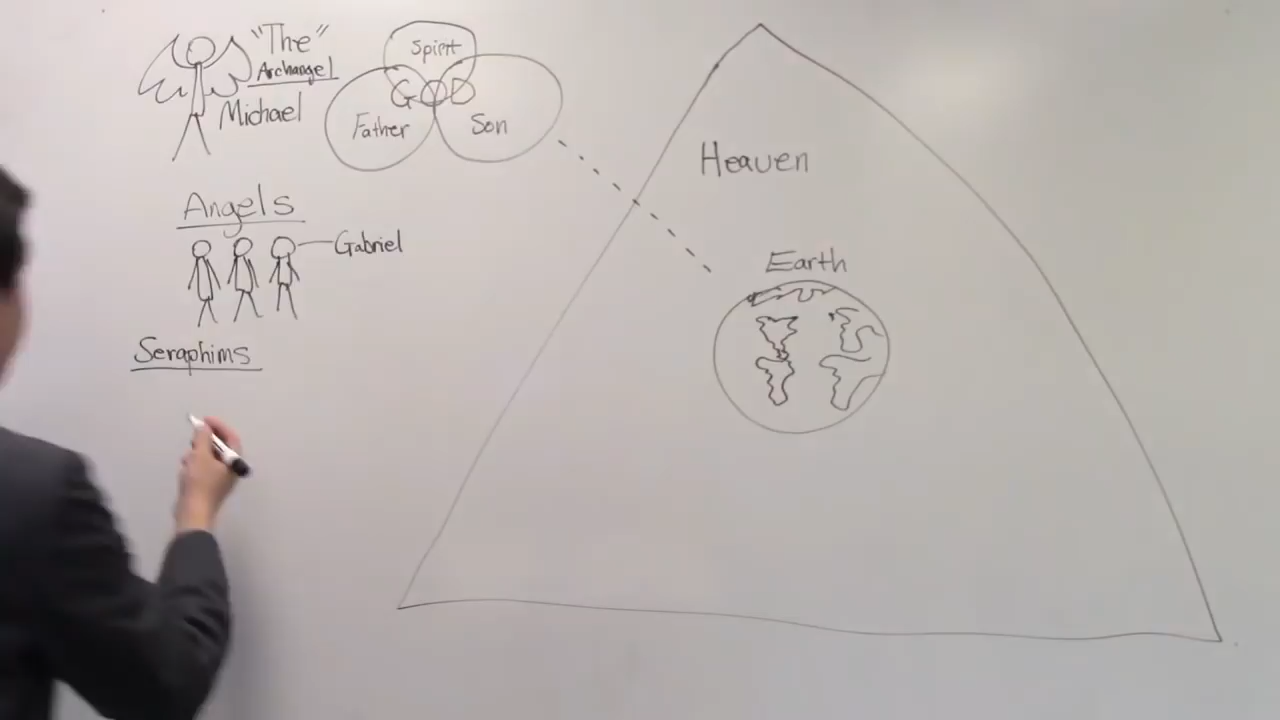 "The"
Archangel
Michael
Spirit
GOD
Father
Son
Angels
Gabriel
Seraphims
Heaven
Earth